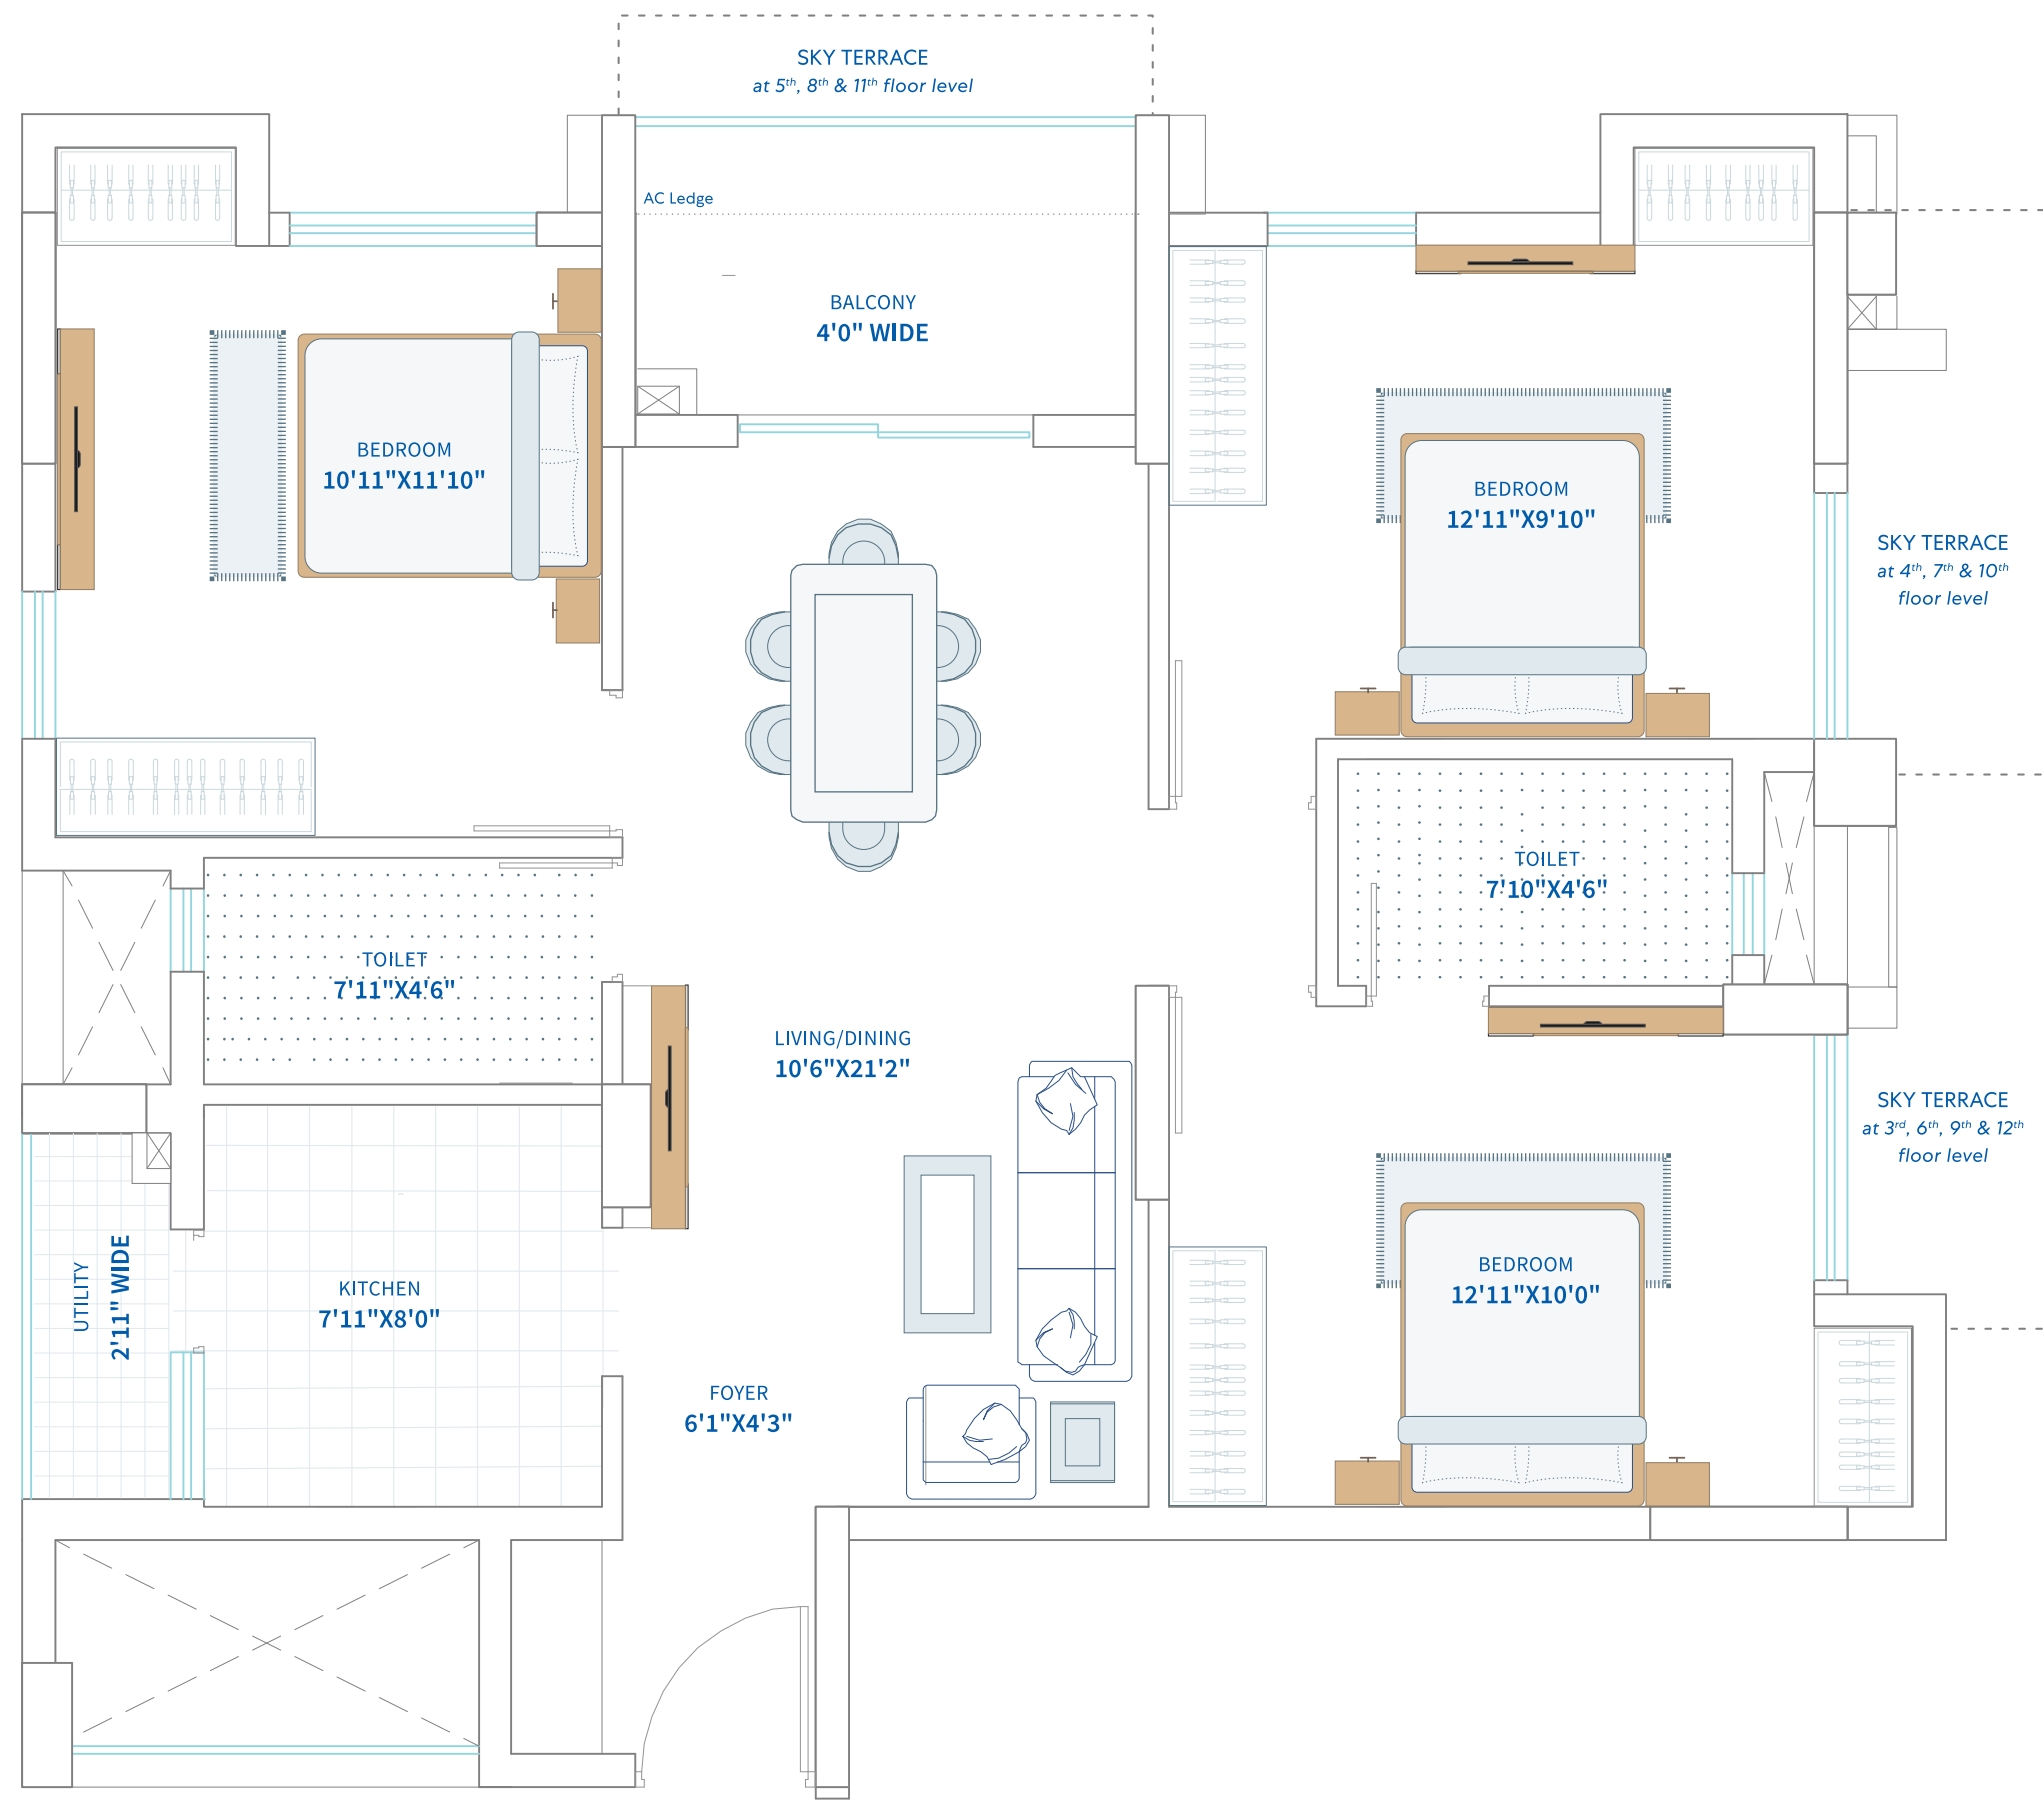 SKY TERRACE
at 5th, 8th & 11th floor level
AC Ledge
BALCONY
4'0" WIDE
BEDROOM
10'11"X11'10"
BEDROOM
12'11"X9'10"
SKY TERRACE
at 4th, 7th & 10th
floor level
TOILET
7'10"X4'6"
TOILET
7'11"X4'6"
LIVING/DINING
10'6"X21'2"
SKY TERRACE
at 3rd, 6th, 9th & 12th
floor level
UTILITY
2'11" WIDE
KITCHEN
7'11"X8'0"
BEDROOM
12'11"X10'0"
FOYER
6'1"X4'3"